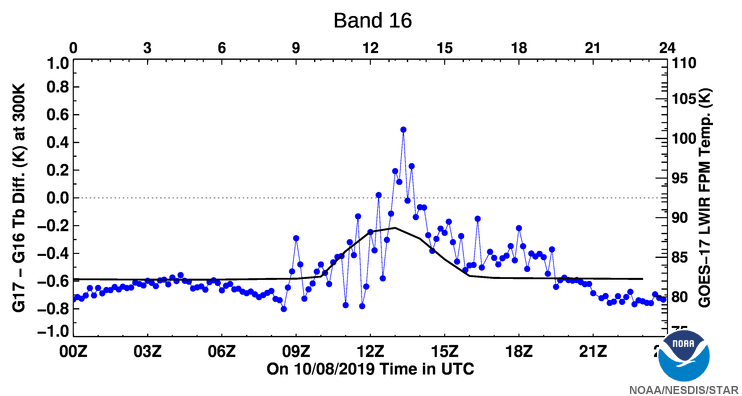 Band 16
0 3 6 9 12 15 18 21 24
1.0 0.8 0.6 0.4 0.2 0.0 −0.2 −0.4 −0.6 −0.8 −1.0
G17 − G16 Tb Diff. (K) at 300K
110 105 100 95 90 85 80
GOES−17 LWIR FPM Temp. (K)
00Z 03Z 06Z 09Z 12Z 15Z 18Z 21Z
On 10/08/2019 Time in UTC
NOAA
NOAA/NESDIS/STAR